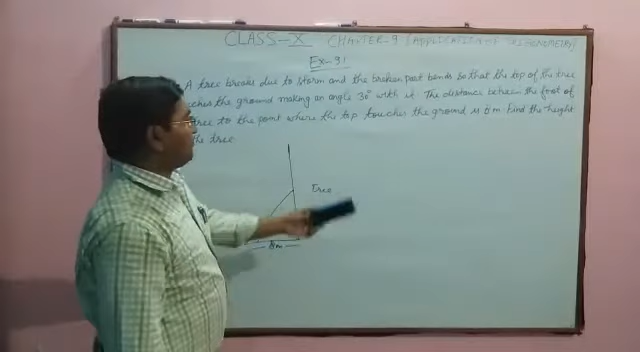 CLASS-X CHAPTER-9 (APPLICATION OF TRIGONOMETRY)
Ex-9.1
A tree breaks due to storm and the broken part bends so that the top of the tree
ches the ground making an angle 30° with it. The distance between the foot of
tree to the point where the top touches the ground is 8m. Find the height
the tree.
Tree
8m